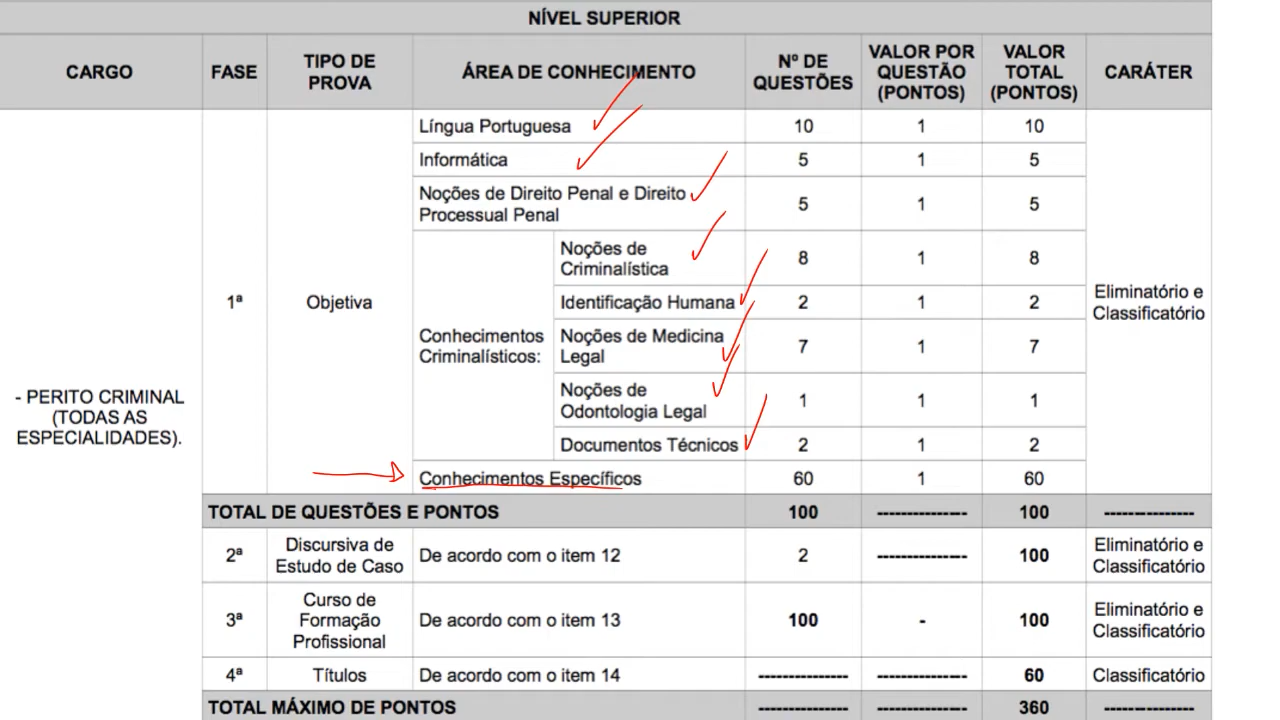 NÍVEL SUPERIOR
CARGO FASE TIPO DE PROVA ÁREA DE CONHECIMENTO Nº DE QUESTÕES VALOR POR QUESTÃO (PONTOS) VALOR TOTAL (PONTOS) CARÁTER
- PERITO CRIMINAL
(TODAS AS
ESPECIALIDADES).
1ª
Objetiva
Língua Portuguesa 10 1 10
Informática 5 1 5
Noções de Direito Penal e Direito
Processual Penal 5 1 5
Conhecimentos
Criminalísticos:
Noções de
Criminalística 8 1 8
Identificação Humana 2 1 2
Noções de Medicina
Legal 7 1 7
Noções de
Odontologia Legal 1 1 1
Documentos Técnicos 2 1 2
Conhecimentos Específicos 60 1 60
Eliminatório e
Classificatório
TOTAL DE QUESTÕES E PONTOS 100 --------------- 100 ---------------
2ª Discursiva de Estudo de Caso De acordo com o item 12 2 --------------- 100 Eliminatório e Classificatório
3ª Curso de Formação Profissional De acordo com o item 13 100 - 100 Eliminatório e Classificatório
4ª Títulos De acordo com o item 14 --------------- --------------- 60 Classificatório
TOTAL MÁXIMO DE PONTOS --------------- --------------- 360 ---------------